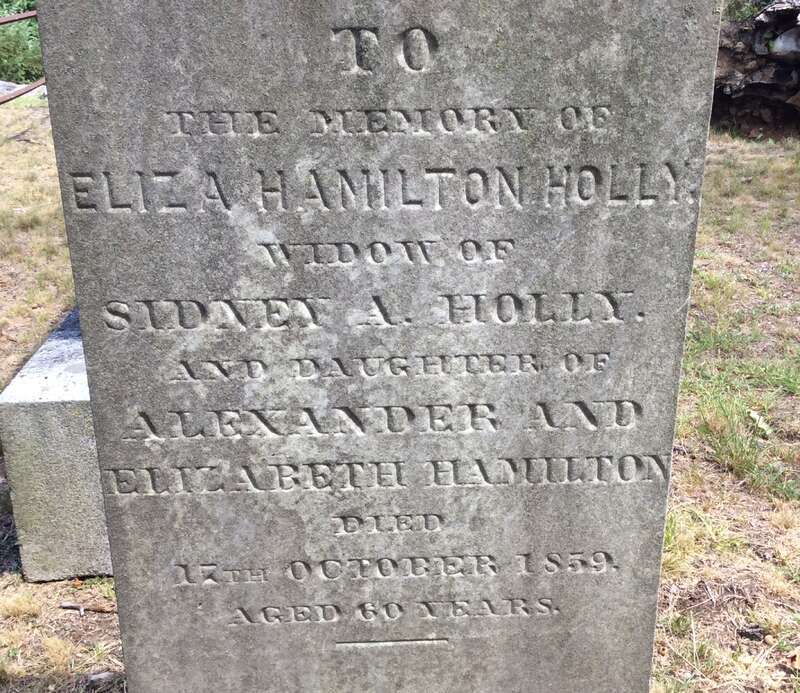 TO
THE MEMORY OF
ELIZA HAMILTON HOLLY.
WIDOW OF
SIDNEY A. HOLLY.
AND DAUGHTER OF
ALEXANDER AND
ELIZABETH HAMILTON
DIED
17TH OCTOBER 1859.
AGED 60 YEARS.